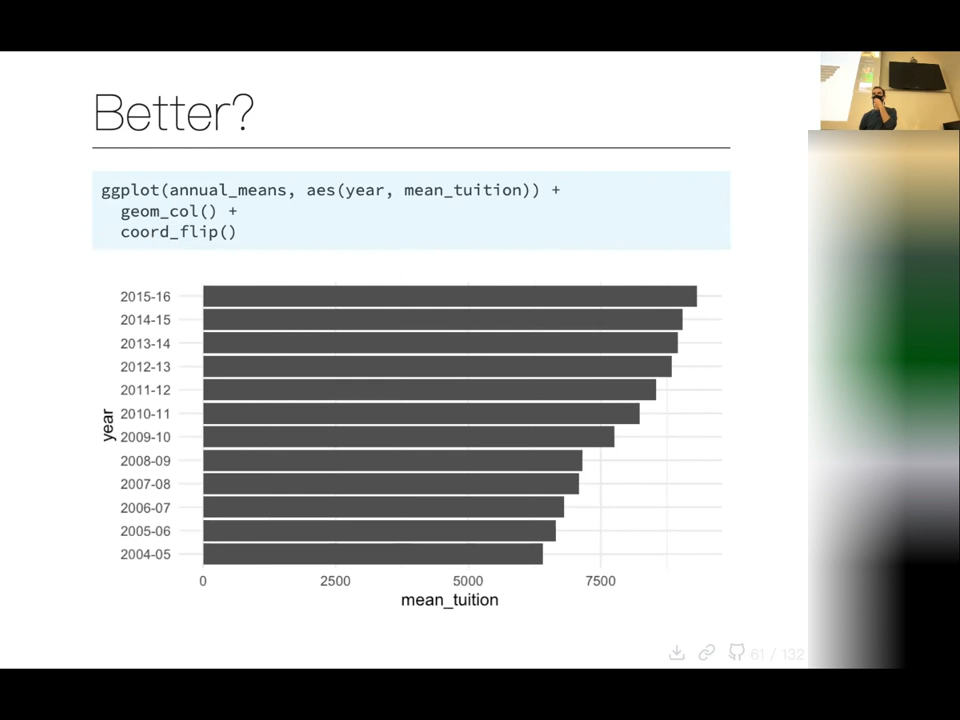 Better?
ggplot(annual_means, aes(year, mean_tuition)) +
geom_col() +
coord_flip()
2015-16
2014-15
2013-14
2012-13
2011-12
2010-11
year
2009-10
2008-09
2007-08
2006-07
2005-06
2004-05
0 2500 5000 7500
mean_tuition
61 / 132